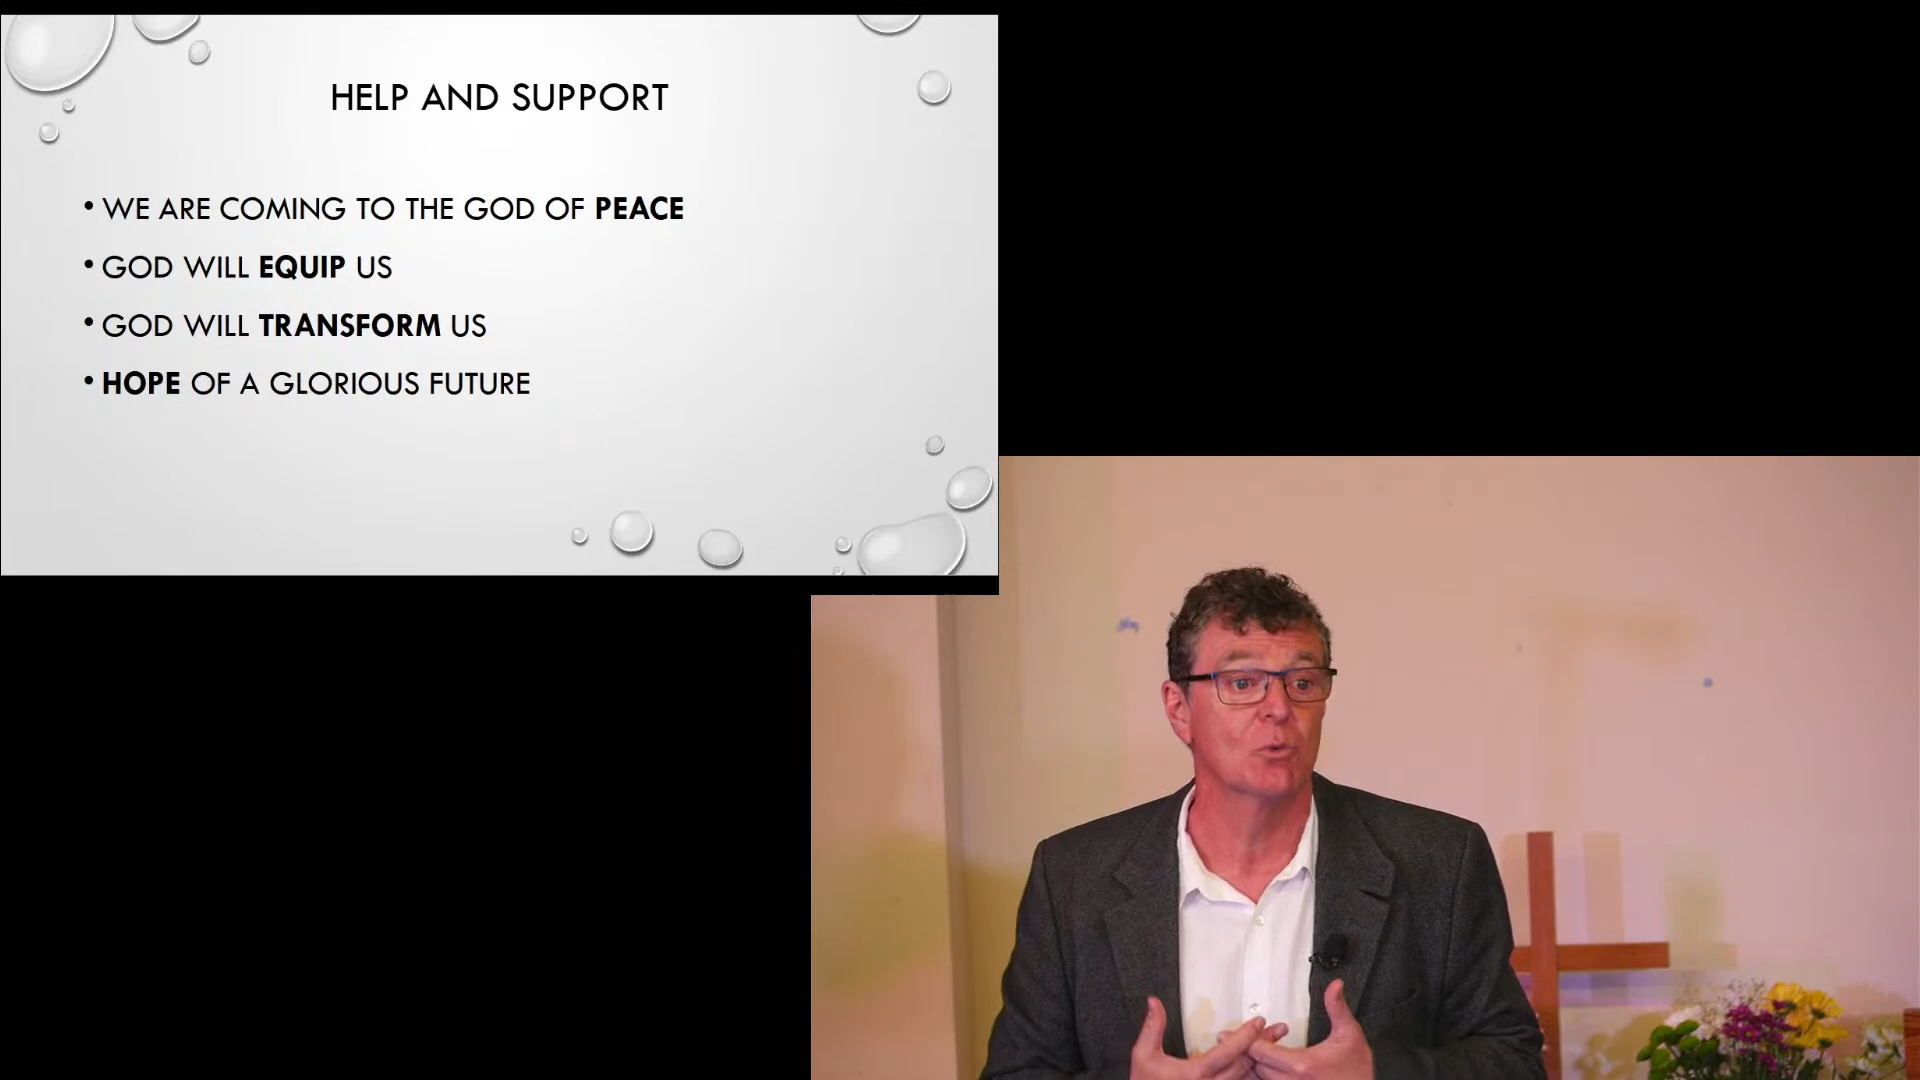 HELP AND SUPPORT
• WE ARE COMING TO THE GOD OF PEACE
• GOD WILL EQUIP US
• GOD WILL TRANSFORM US
• HOPE OF A GLORIOUS FUTURE